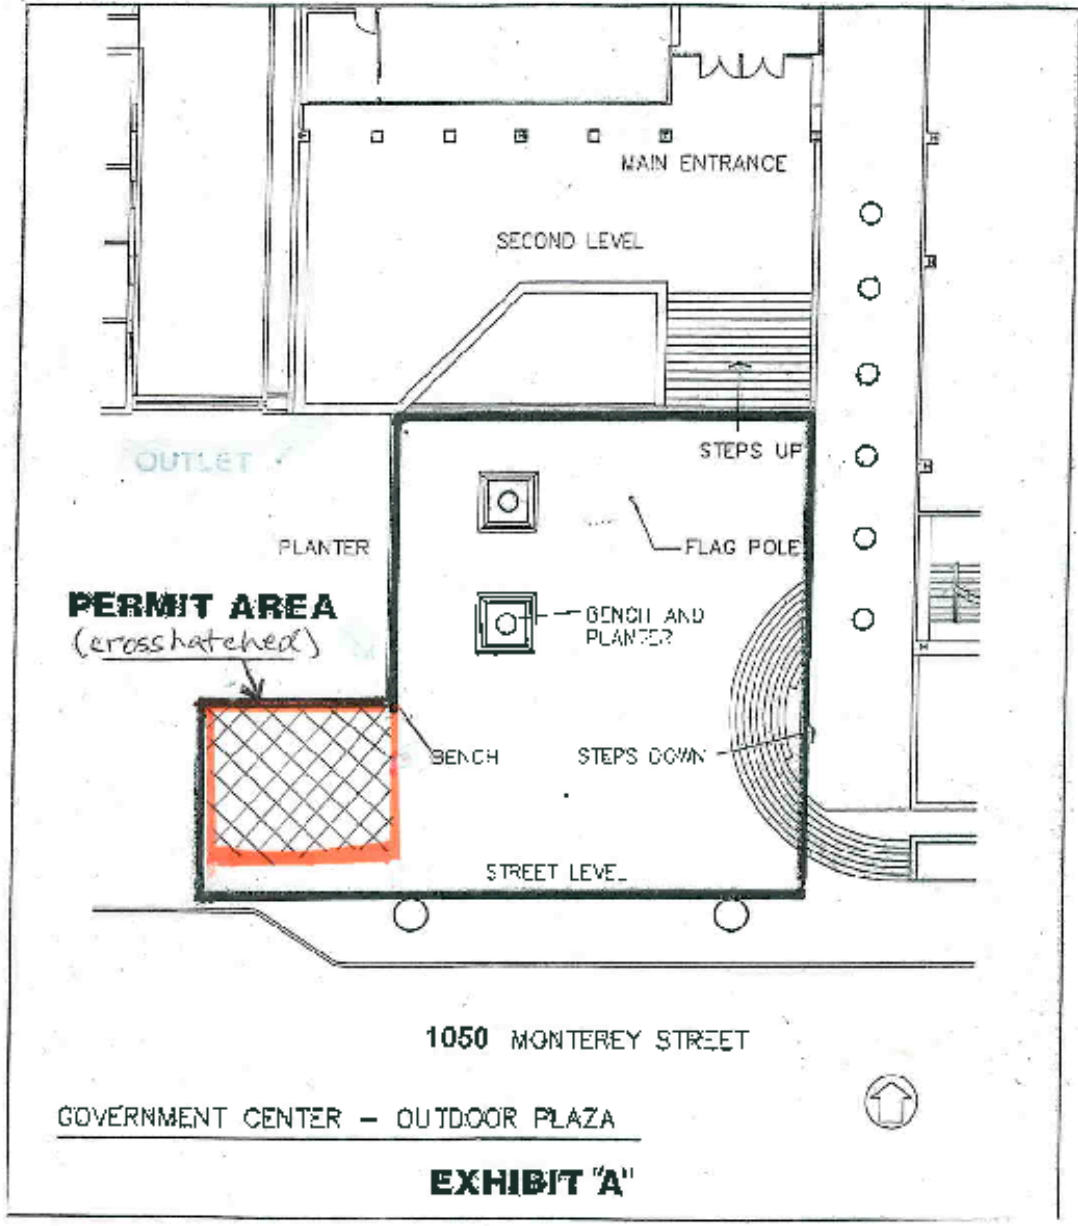 MAIN ENTRANCE
SECOND LEVEL
STEPS UP
OUTLET
PLANTER
FLAG POLE
PERMIT AREA
(crosshatched)
BENCH AND
PLANTER
BENCH
STEPS DOWN
STREET LEVEL
1050 MONTEREY STREET
GOVERNMENT CENTER – OUTDOOR PLAZA
EXHIBIT "A"